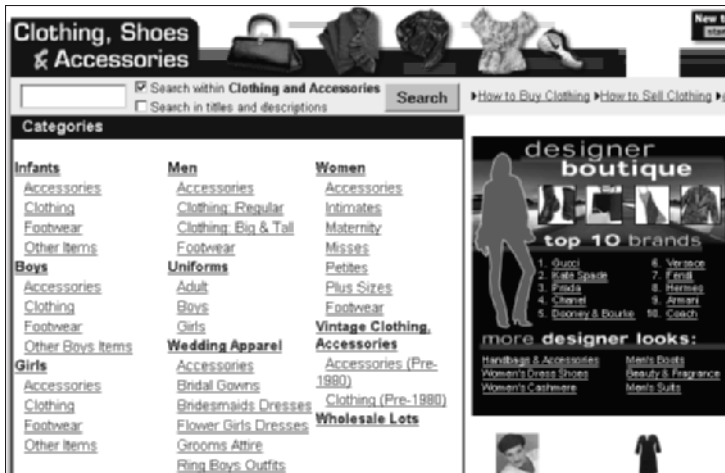 Clothing, Shoes
& Accessories
New t
star
Search within Clothing and Accessories
Search in titles and descriptions
Search
How to Buy Clothing
How to Sell Clothing
Categories
Infants
Accessories
Clothing
Footwear
Other Items
Boys
Accessories
Clothing
Footwear
Other Boys Items
Girls
Accessories
Clothing
Footwear
Other Items
Men
Accessories
Clothing: Regular
Clothing: Big & Tall
Footwear
Uniforms
Adult
Boys
Girls
Wedding Apparel
Accessories
Bridal Gowns
Bridesmaids Dresses
Flower Girls Dresses
Grooms Attire
Ring Boys Outfits
Women
Accessories
Intimates
Maternity
Misses
Petites
Plus Sizes
Footwear
Vintage Clothing,
Accessories
Accessories (Pre-
1980)
Clothing (Pre-1980)
Wholesale Lots
designer
boutique
top 10 brands
1. Gucci
2. Kate Spade
3. Prada
4. Chanel
5. Dooney & Bourke
6. Versace
7. Fendi
8. Hermes
9. Armani
10. Coach
more designer looks:
Handbags & Accessories
Women's Dress Shoes
Women's Cashmere
Men's Boots
Beauty & Fragrance
Men's Suits